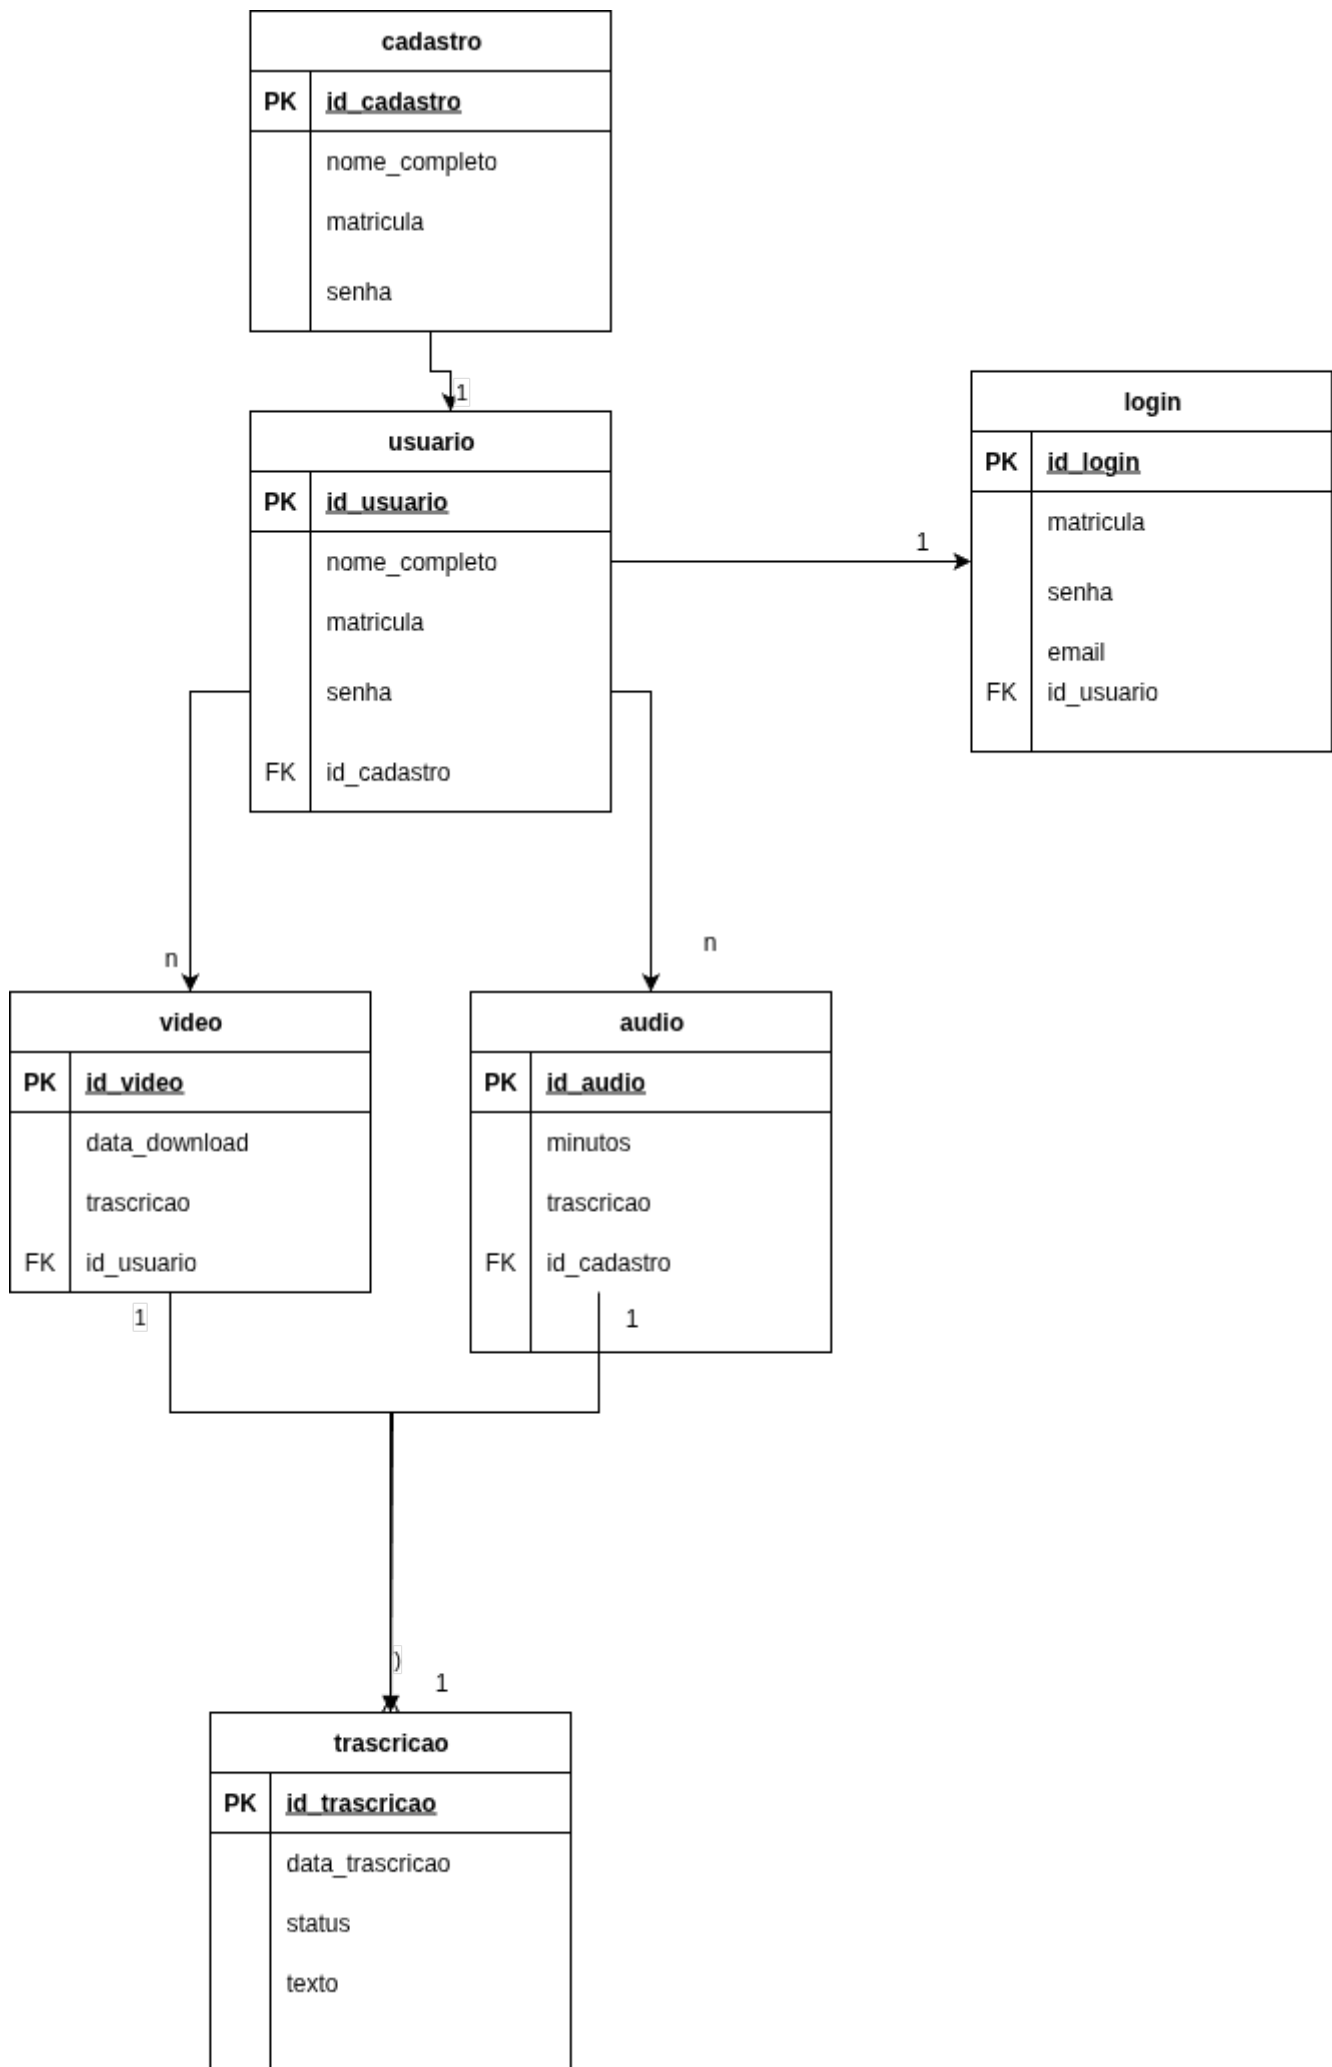 cadastro
PK id_cadastro
nome_completo
matricula
senha
1
usuario
PK id_usuario
nome_completo
matricula
senha
FK id_cadastro
1
login
PK id_login
matricula
senha
email
FK id_usuario
n
n
video
PK id_video
data_download
trascricao
FK id_usuario
1
audio
PK id_audio
minutos
trascricao
FK id_cadastro
1
)
1
trascricao
PK id_trascricao
data_trascricao
status
texto